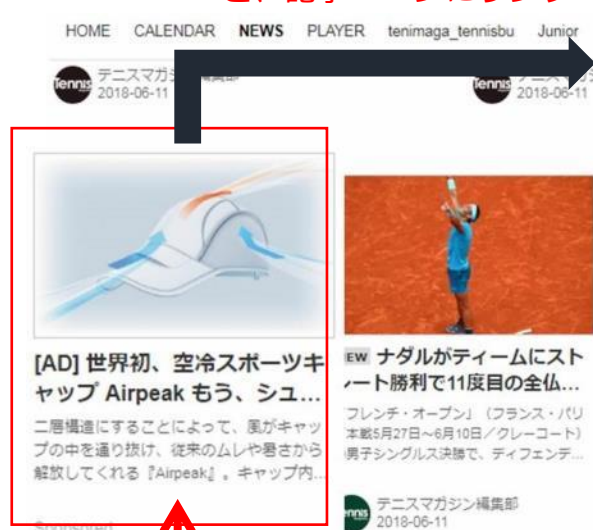 HOME CALENDAR NEWS PLAYER tenimaga_tennisbu Junior
Tennis
テニスマガジン
2018-06-11
Tennis
2018-06-11
[AD] 世界初、空冷スポーツキ
ャップ Airpeak もう、シュ...
二層構造にすることによって、風がキャッ
プの中を通り抜け、従来のムレや暑さから
解放してくれる『Airpeak』。キャップ内...
EW ナダルがティームにスト
レート勝利で11度目の全仏...
フレンチ・オープン」（フランス・パリ
本戦5月27日～6月10日／クレーコート）
男子シングルス決勝で、ディフェンデ...
テニスマガジン編集部
2018-06-11